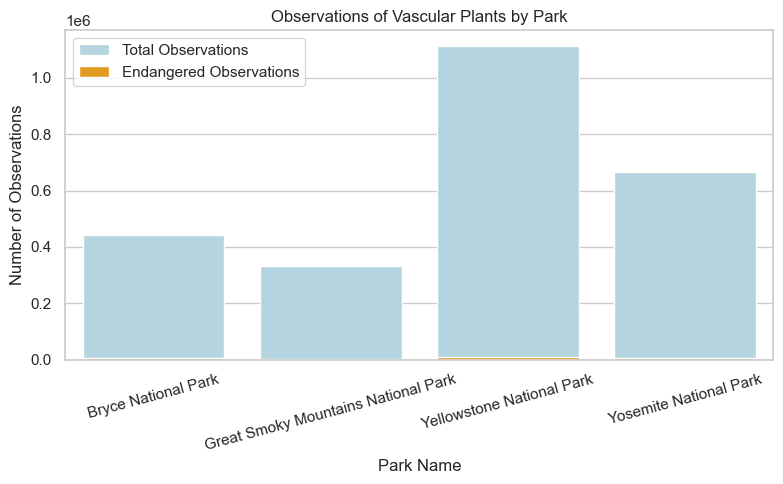 Observations of Vascular Plants by Park
1e6
Total Observations
Endangered Observations
Number of Observations
1.0
0.8
0.6
0.4
0.2
0.0
Bryce National Park
Great Smoky Mountains National Park
Yellowstone National Park
Yosemite National Park
Park Name